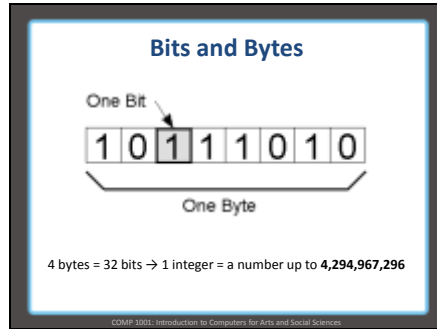 Bits and Bytes
One Bit
1 0 1 1 1 0 1 0
One Byte
4 bytes = 32 bits → 1 integer = a number up to 4,294,967,296
COMP 1001: Introduction to Computers for Arts and Social Sciences